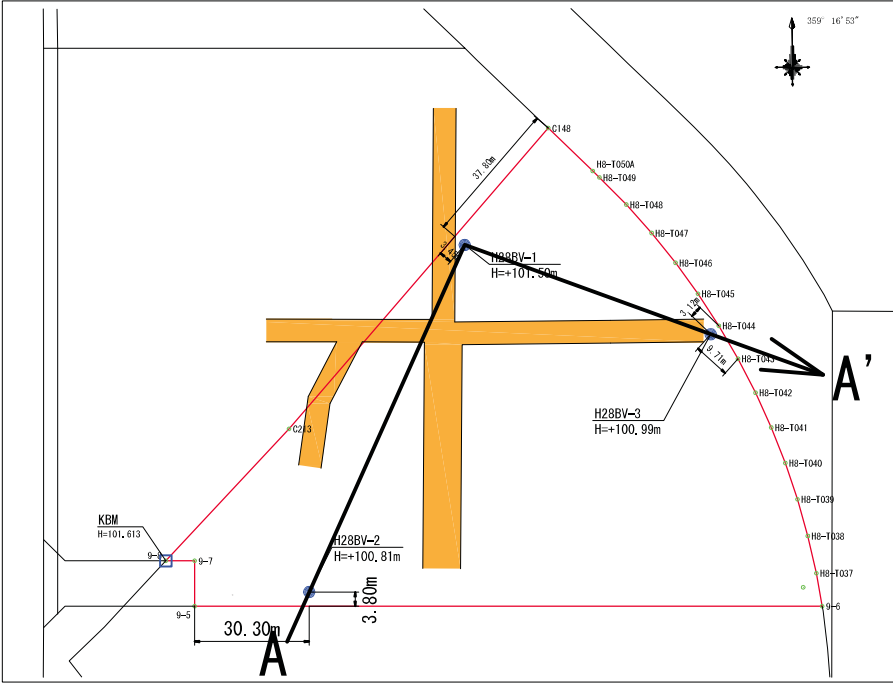 359° 16'53"
C148
37.80m
H8-T050A
H8-T049
H8-T048
H8-T047
H8-T046
H8-T045
H8-T044
H8-T043
H8-T042
H8-T041
H8-T040
H8-T039
H8-T038
H8-T037
H28BV-1
H=+101.50m
3.12m
9.71m
A'
H28BV-3
H=+100.99m
C213
KBM
H=101.613
9-8
9-7
H28BV-2
H=+100.81m
3.80m
9-5
9-6
30.30m
A